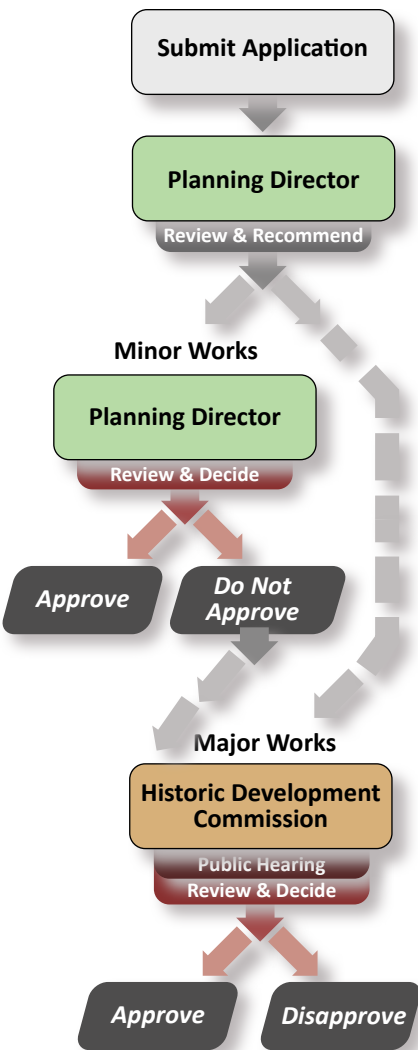 Submit Application
Planning Director
Review & Recommend
Minor Works
Planning Director
Review & Decide
Approve
Do Not
Approve
Major Works
Historic Development
Commission
Public Hearing
Review & Decide
Approve
Disapprove